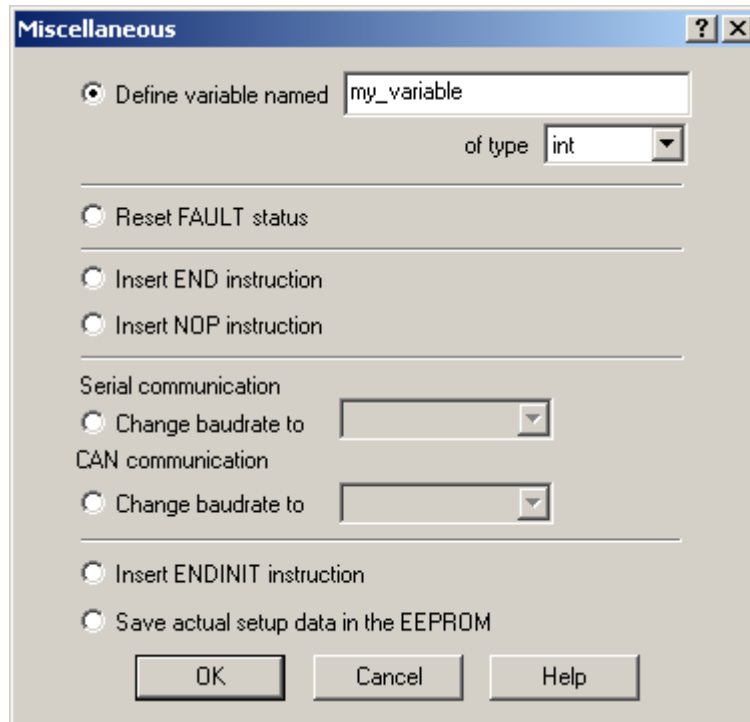 Miscellaneous
Define variable named my_variable
of type int
Reset FAULT status
Insert END instruction
Insert NOP instruction
Serial communication
Change baudrate to
CAN communication
Change baudrate to
Insert ENDINIT instruction
Save actual setup data in the EEPROM
OK Cancel Help